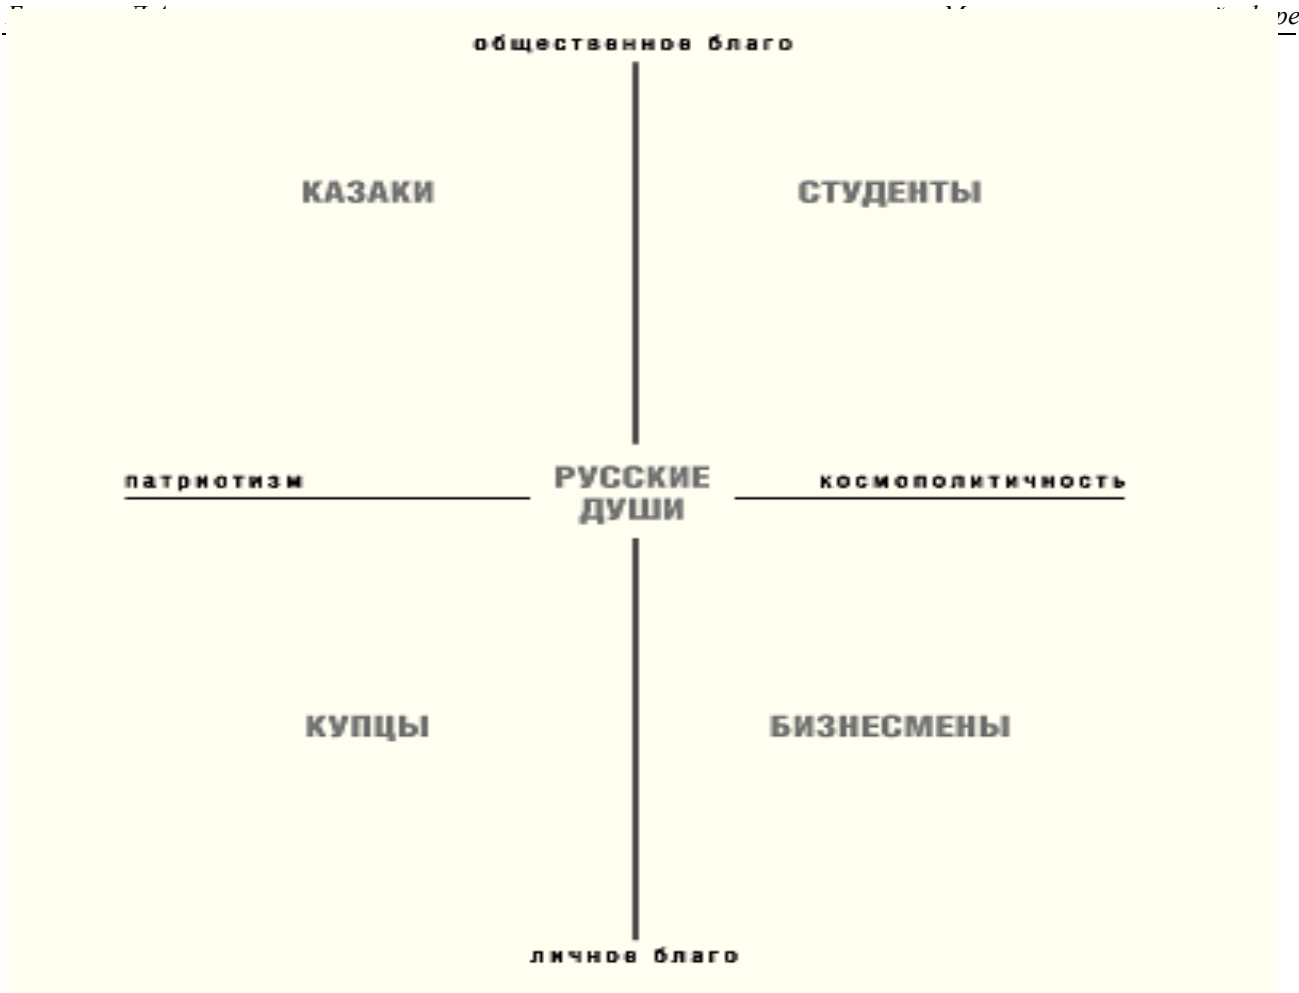 общественное благо
КАЗАКИ СТУДЕНТЫ
патриотизм РУССКИЕ космополитичность
ДУШИ
КУПЦЫ БИЗНЕСМЕНЫ
личное благо